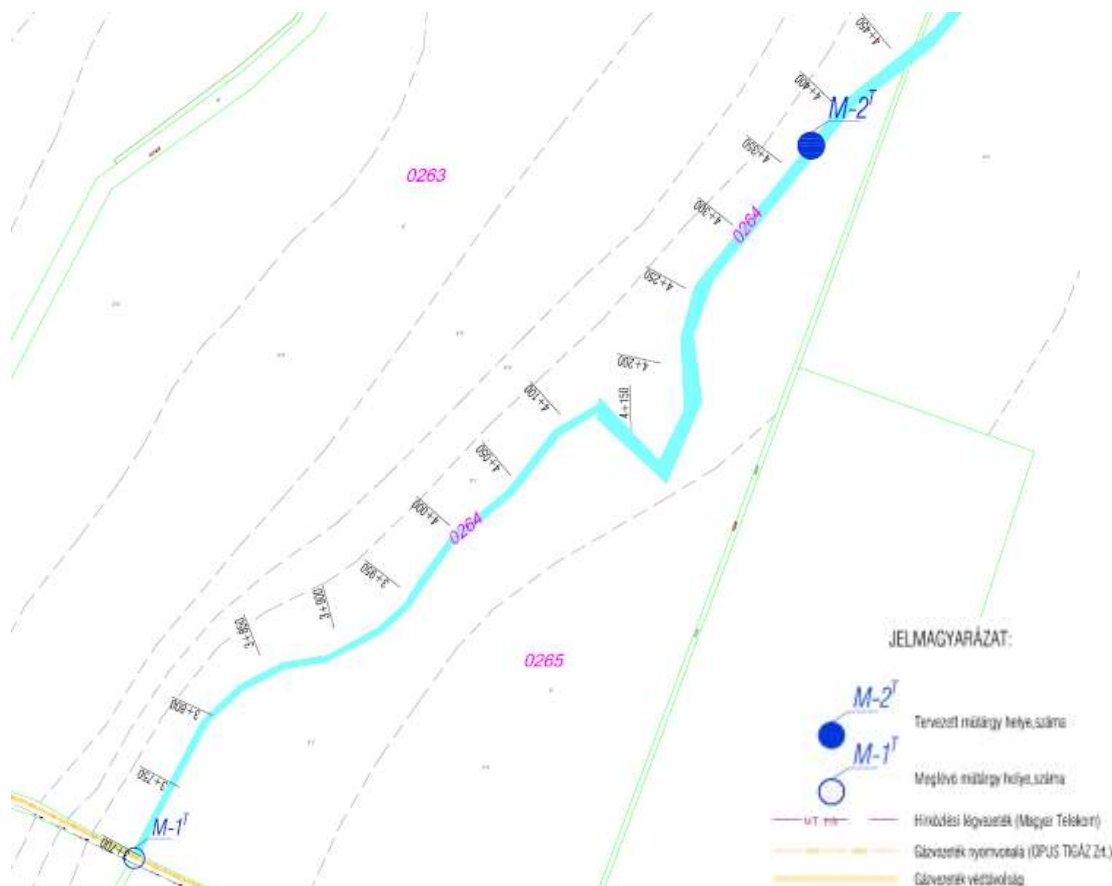 4+450
4+400
M-2ᵀ
4+350
0263
4+300
0264
4+250
4+200
4+150
4+100
4+050
4+000
0264
3+950
3+900
3+850
0265
3+800
3+750
M-1ᵀ
3+700
JELMAGYARÁZAT:
M-2ᵀ
Tervezett műtárgy helye,száma
M-1ᵀ
Meglévő műtárgy helye,száma
Hírközlési légvezeték (Magyar Telekom)
Gázvezeték nyomvonala (OPUS TIGÁZ Zrt.)
Gázvezeték védtávolság